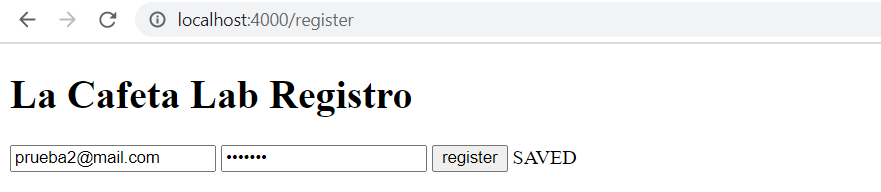 localhost:4000/register
La Cafeta Lab Registro
prueba2@mail.com ••••••• register SAVED